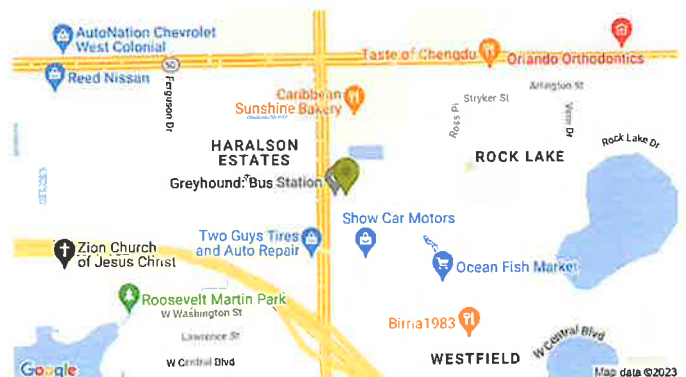 AutoNation Chevrolet
West Colonial
Reed Nissan
50
Ferguson Dr
Taste of Chengdu
Orlando Orthodontics
Caribbean
Sunshine Bakery
Arlington St
Stryker St
Ross Pl
Venn Dr
Rock Lake Dr
HARALSON
ESTATES
ROCK LAKE
Greyhound: Bus Station
Show Car Motors
Two Guys Tires
and Auto Repair
Zion Church
of Jesus Christ
Ocean Fish Market
Roosevelt Martin Park
W Washington St
Birria1983
Lawrence St
W Central Blvd
WESTFIELD
W Central Blvd
Google
Map data ©2023